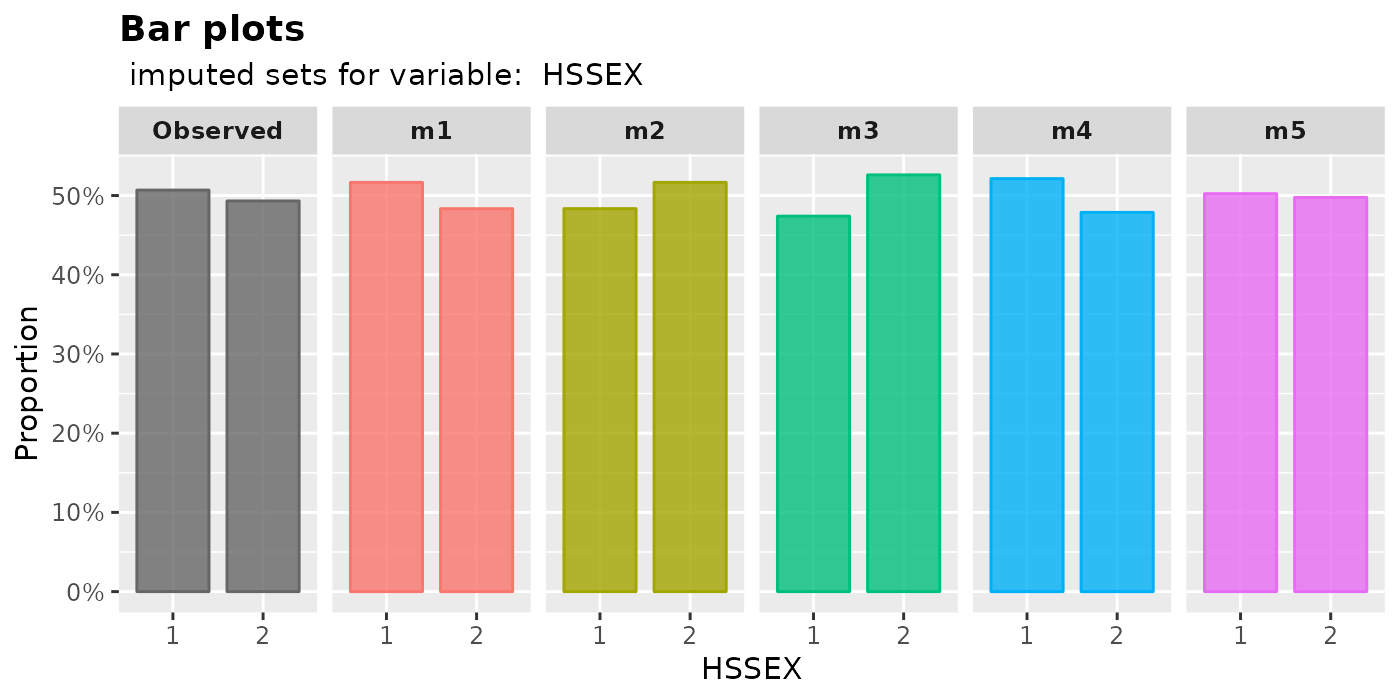 Bar plots
imputed sets for variable:  HSSEX
Observed m1 m2 m3 m4 m5
Proportion
50%
40%
30%
20%
10%
0%
1 2 1 2 1 2 1 2 1 2 1 2
HSSEX